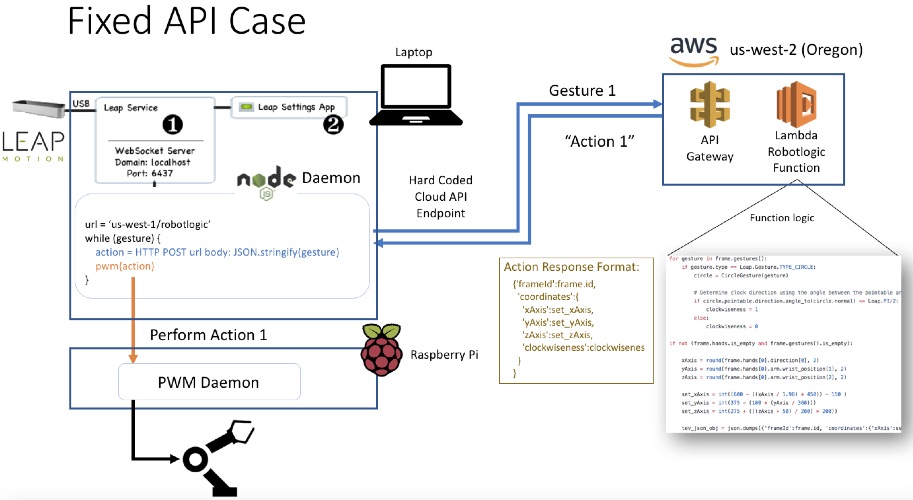 Fixed API Case
Laptop
aws us-west-2 (Oregon)
USB
Leap Service
Leap Settings App
1
2
LEAP
MOTION
WebSocket Server
Domain: localhost
Port: 6437
node Daemon
JS
Gesture 1
"Action 1"
API
Gateway
Lambda
Robotlogic
Function
Hard Coded
Cloud API
Endpoint
Function logic
url = 'us-west-1/robotlogic'
while (gesture) {
action = HTTP POST url body: JSON.stringify(gesture)
pwm(action)
}
Action Response Format:
{'frameId':frame.id,
'coordinates':{
'xAxis':set_xAxis,
'yAxis':set_yAxis,
'zAxis':set_zAxis,
'clockwiseness':clockwisenes
}
}
for gesture in frame.gestures():
if gesture.type == Leap.Gesture.TYPE_CIRCLE:
circle = CircleGesture(gesture)
# Determine clock direction using the angle between the pointable an
if circle.pointable.direction.angle_to(circle.normal) <= Leap.PI/2:
clockwiseness = 1
else:
clockwiseness = 0
if not (frame.hands.is_empty and frame.gestures().is_empty):
xAxis = round(frame.hands[0].direction[0], 2)
yAxis = round(frame.hands[0].arm.wrist_position[1], 2)
zAxis = round(frame.hands[0].arm.wrist_position[2], 2)
set_xAxis = int((600 - ((xAxis / 1.90) * 450)) - 150 )
set_yAxis = int(375 - (100 * (yAxis / 300)))
set_zAxis = int(275 + ((zAxis + 50) / 200) * 200))
json.dumps({'frameId':frame.id, 'coordinates':{'xAxis':se
Perform Action 1
Raspberry Pi
PWM Daemon